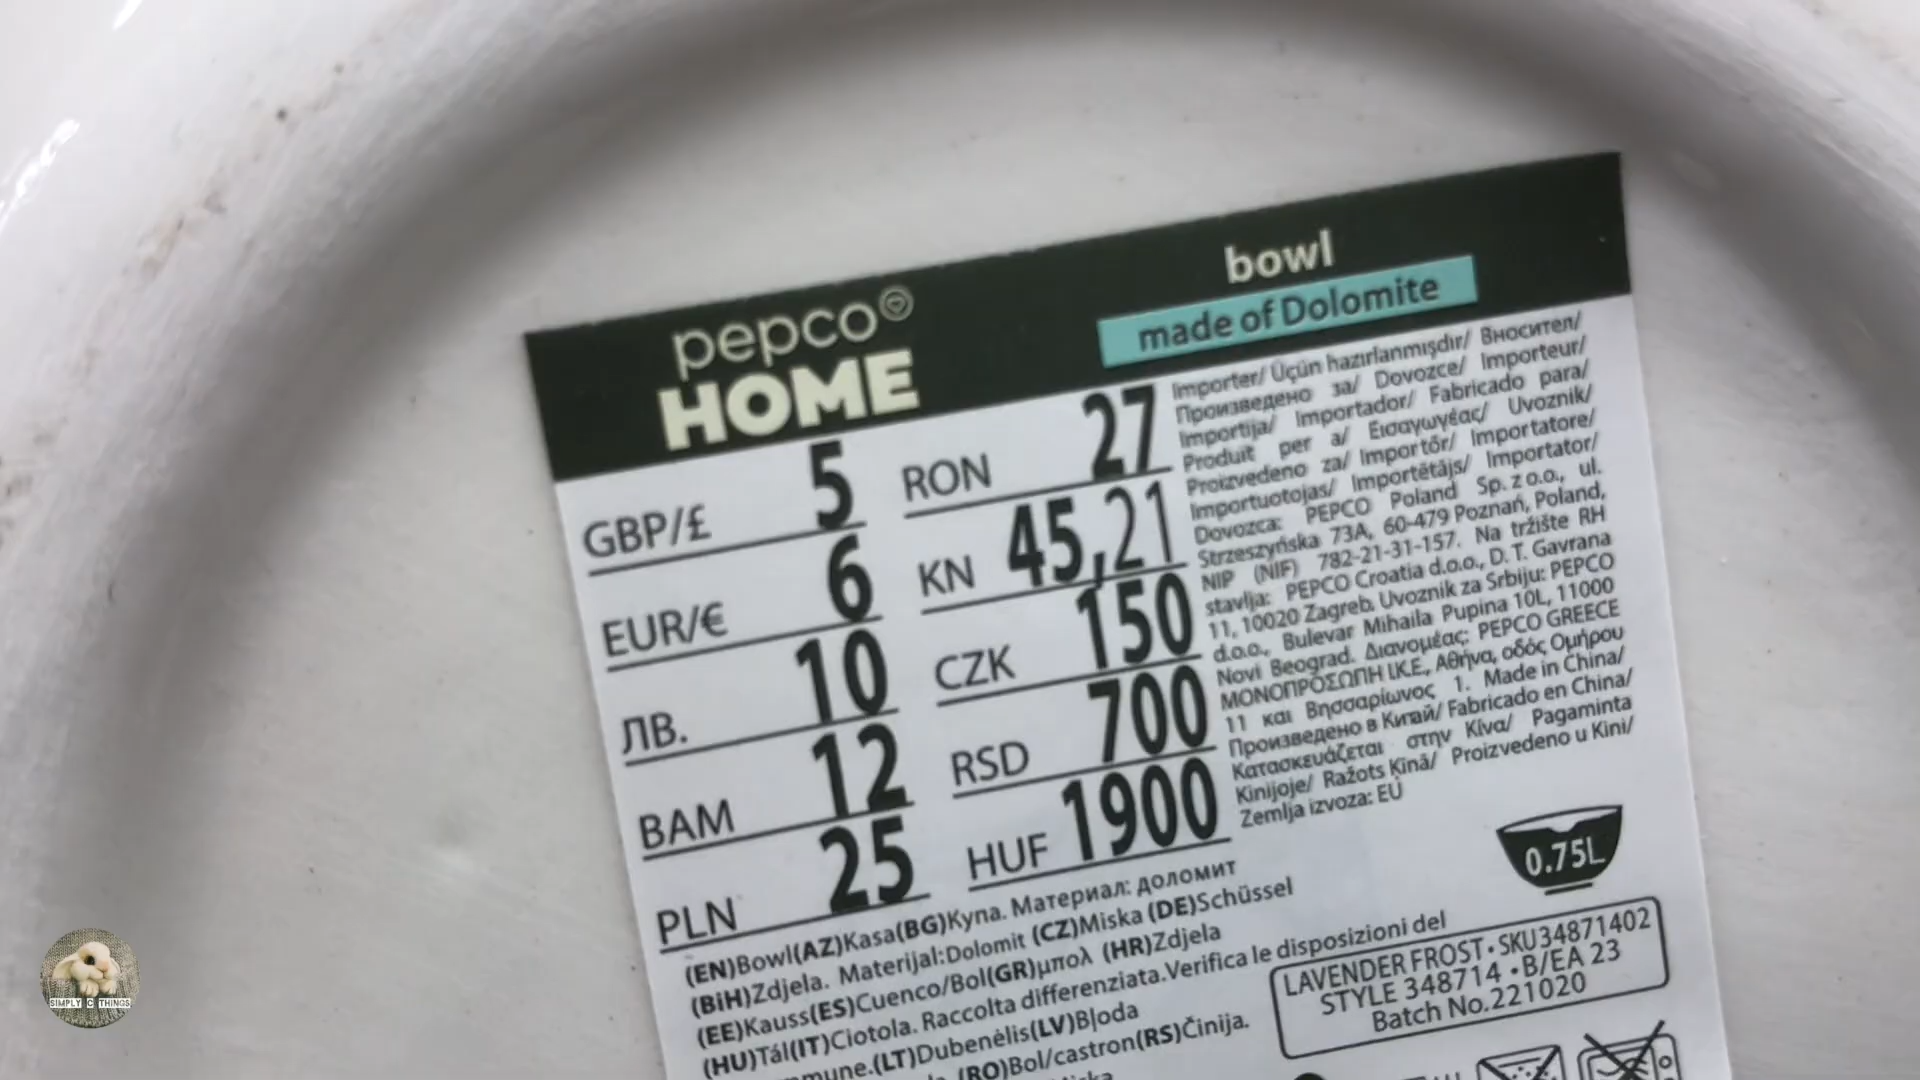 pepco
HOME
bowl
made of Dolomite
GBP/£ 5
EUR/€ 6
ЛВ. 10
BAM 12
PLN 25
RON 27
KN 45,21
CZK 150
RSD 700
HUF 1900
Importer/ Üçün hazırlanmışdır/ Вносител/
Произведено за/ Dovozce/ Importeur/
Importija/ Importador/ Fabricado para/
Produit per a/ Εισαγωγέας/ Uvoznik/
Proizvedeno za/ Importőr/ Importatore/
Importuotojas/ Importētājs/ Importator/
Dovozca: PEPCO Poland Sp. z o.o., ul.
Strzeszyńska 73A, 60-479 Poznań, Poland,
NIP (NIF) 782-21-31-157. Na tržište RH
stavlja: PEPCO Croatia d.o.o., D. T. Gavrana
11, 10020 Zagreb. Uvoznik za Srbiju: PEPCO
d.o.o., Bulevar Mihaila Pupina 10L, 11000
Novi Beograd. Διανομέας: PEPCO GREECE
ΜΟΝΟΠΡΟΣΩΠΗ Ι.Κ.Ε., Αθήνα, οδός Ομήρου
11 και Βησσαρίωνος 1. Made in China/
Произведено в Китай/ Fabricado en China/
Κατασκευάζεται στην Κίνα/ Pagaminta
Kinijoje/ Ražots Ķīnā/ Proizvedeno u Kini/
Zemlja izvoza: EU
0.75L
(EN)Bowl(AZ)Kasa(BG)Купа. Материал: доломит
(BiH)Zdjela. Materijal:Dolomit (CZ)Miska (DE)Schüssel
(EE)Kauss(ES)Cuenco/Bol(GR)μπολ (HR)Zdjela
(HU)Tál(IT)Ciotola. Raccolta differenziata.Verifica le disposizioni del
mune.(LT)Dubenėlis(LV)Bļoda
(RO)Bol/castron(RS)Činija.
LAVENDER FROST • SKU34871402
STYLE 348714 • B/EA 23
Batch No.221020
SIMPLY C THINGS